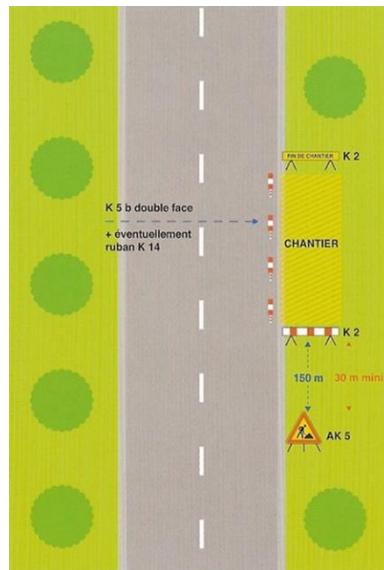 FIN DE CHANTIER
K 2
K 5 b double face
+ éventuellement
ruban K 14
CHANTIER
K 2
150 m
30 m mini
AK 5